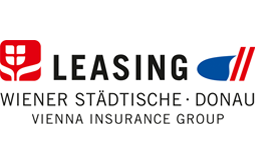 LEASING
WIENER STÄDTISCHE · DONAU
VIENNA INSURANCE GROUP